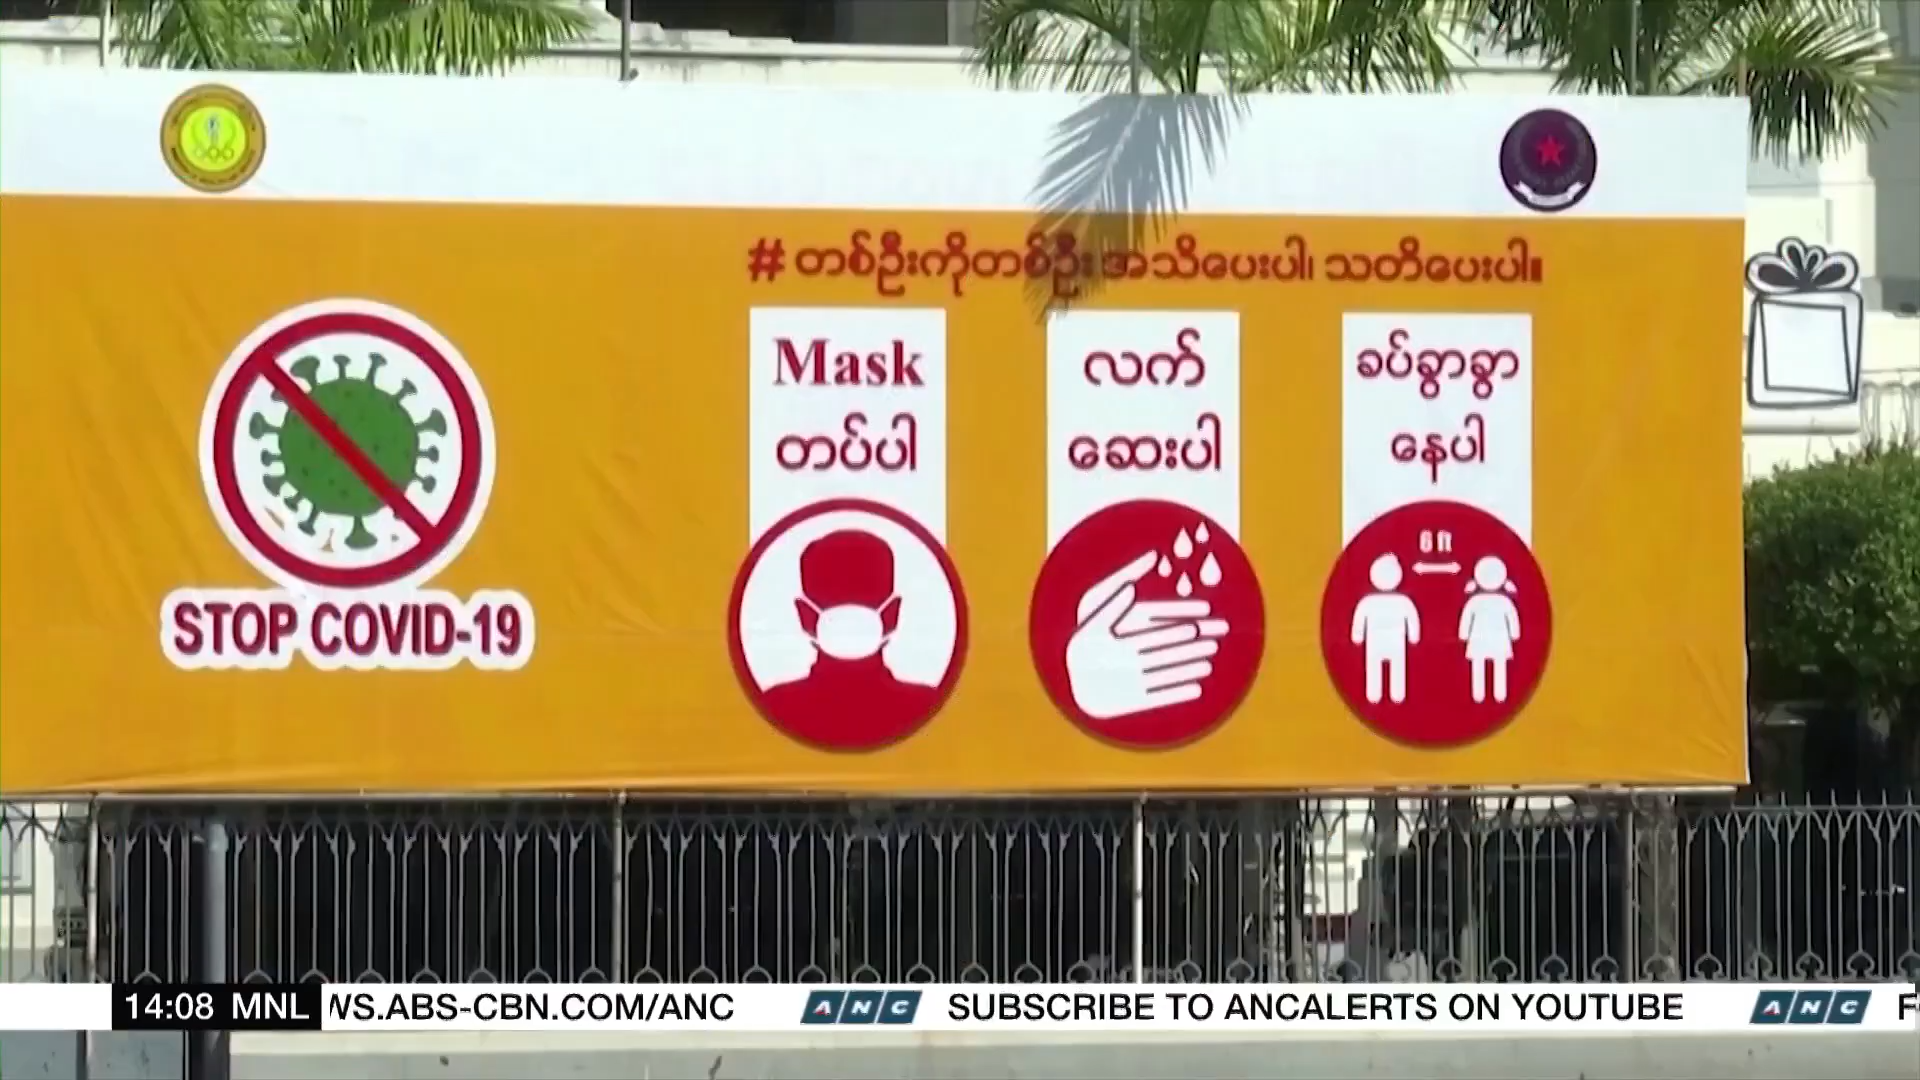 # တစ်ဦးကိုတစ်ဦး အသိပေးပါ၊ သတိပေးပါ။
Mask
တပ်ပါ
လက်
ဆေးပါ
ခပ်ခွာခွာ
နေပါ
6 ft
STOP COVID-19
14:08 MNL
WS.ABS-CBN.COM/ANC
ANC
SUBSCRIBE TO ANCALERTS ON YOUTUBE
ANC